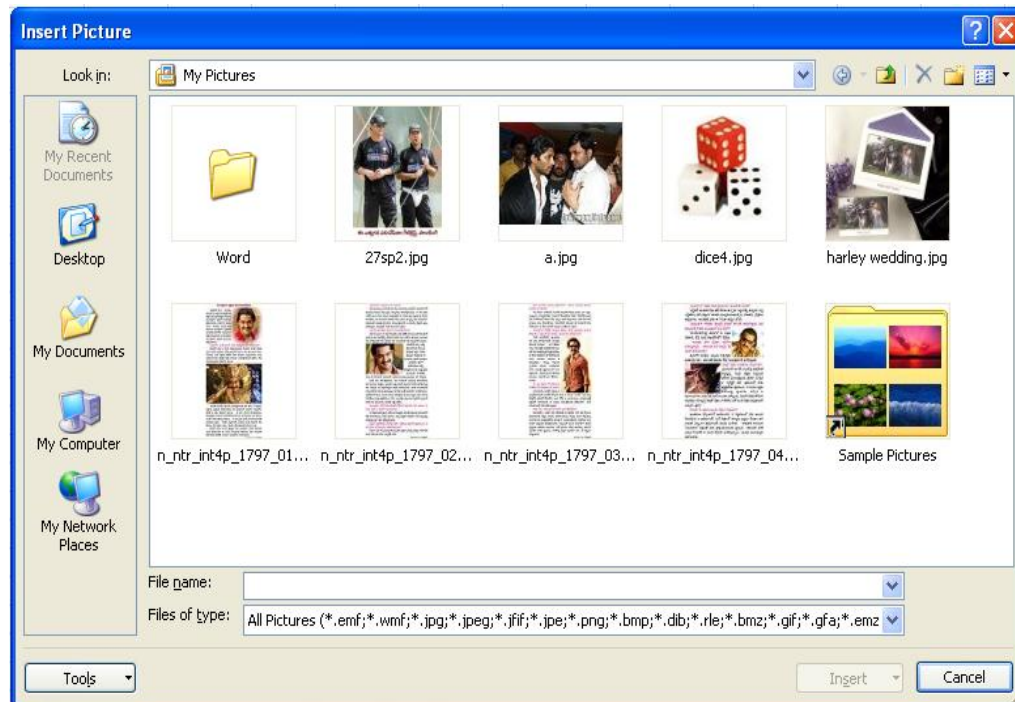 Insert Picture
Look in:
My Pictures
My Recent
Documents
Desktop
My Documents
My Computer
My Network
Places
Word
27sp2.jpg
a.jpg
dice4.jpg
harley wedding.jpg
n_ntr_int4p_1797_01...
n_ntr_int4p_1797_02...
n_ntr_int4p_1797_03...
n_ntr_int4p_1797_04...
Sample Pictures
File name:
Files of type:
All Pictures (*.emf;*.wmf;*.jpg;*.jpeg;*.jfif;*.jpe;*.png;*.bmp;*.dib;*.rle;*.bmz;*.gif;*.gfa;*.emz
Tools
Insert
Cancel